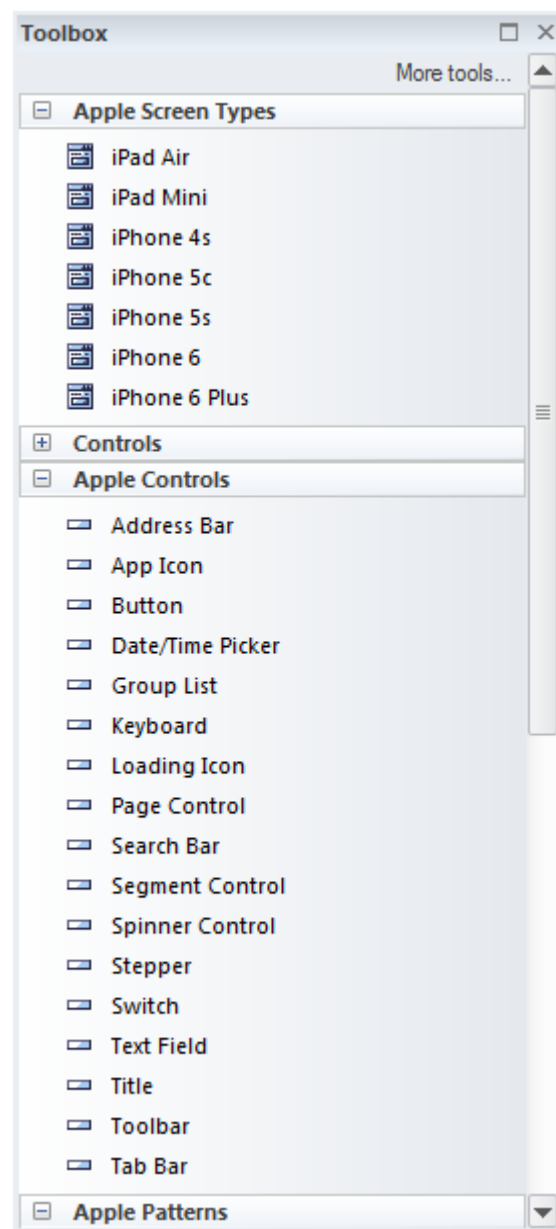 Toolbox
More tools...
Apple Screen Types
iPad Air
iPad Mini
iPhone 4s
iPhone 5c
iPhone 5s
iPhone 6
iPhone 6 Plus
Controls
Apple Controls
Address Bar
App Icon
Button
Date/Time Picker
Group List
Keyboard
Loading Icon
Page Control
Search Bar
Segment Control
Spinner Control
Stepper
Switch
Text Field
Title
Toolbar
Tab Bar
Apple Patterns